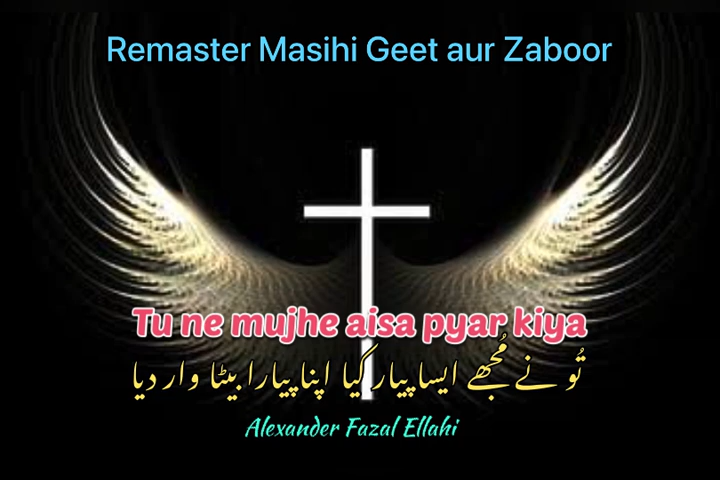 Remaster Masihi Geet aur Zaboor
Tu ne mujhe aisa pyar kiya
تُو نے مُجھے ایسا پیار کیا اپنا پیارا بیٹا وار دیا
Alexander Fazal Ellahi